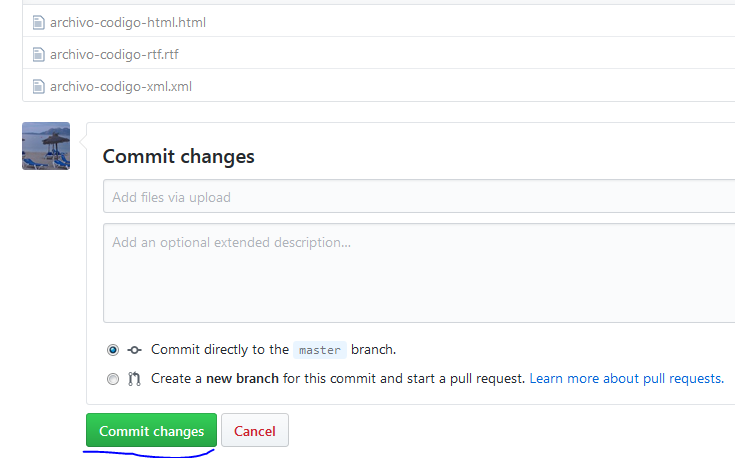 archivo-codigo-html.html
archivo-codigo-rtf.rtf
archivo-codigo-xml.xml
Commit changes
Add files via upload
Add an optional extended description...
Commit directly to the master branch.
Create a new branch for this commit and start a pull request. Learn more about pull requests.
Commit changes Cancel